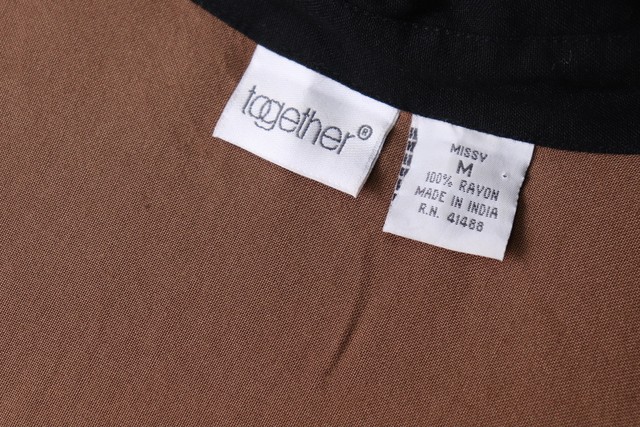 together®
MISSY
M
100% RAYON
MADE IN INDIA
R.N. 41488